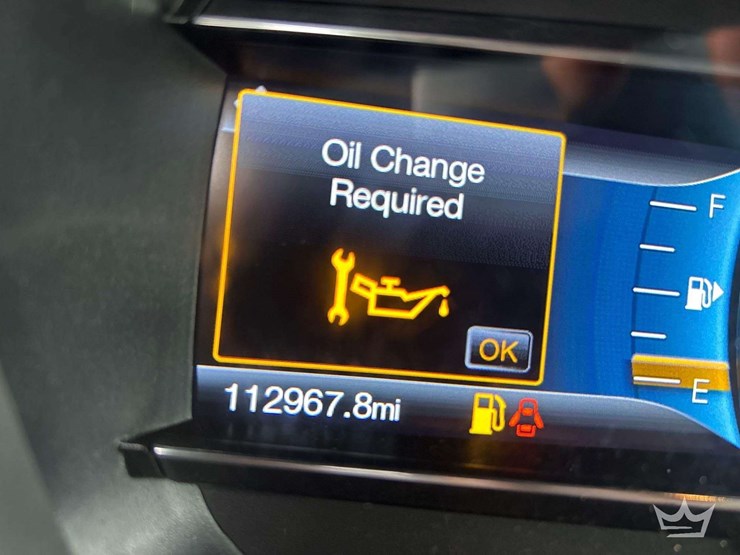 Oil Change
Required
OK
112967.8mi
F
E